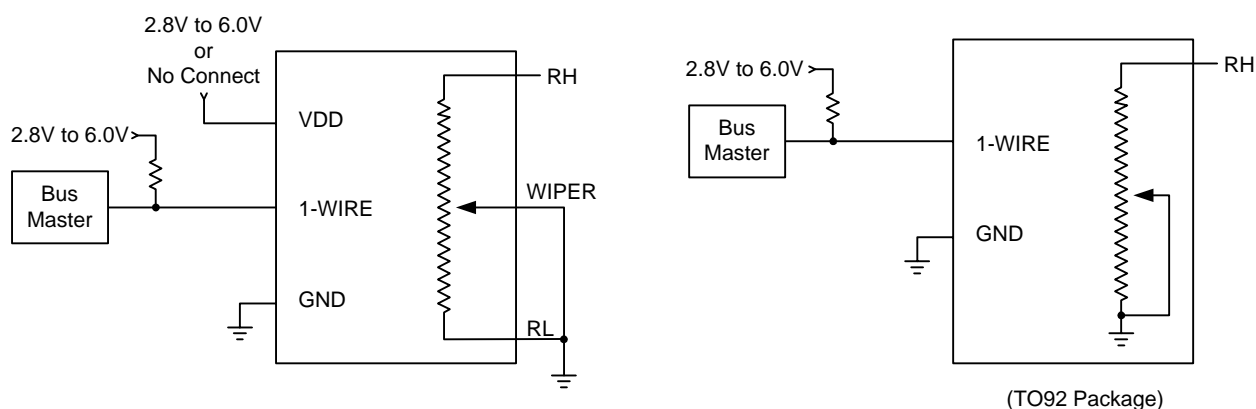 2.8V to 6.0V
or
No Connect
VDD
2.8V to 6.0V
Bus
Master
1-WIRE
GND
RH
WIPER
RL
2.8V to 6.0V
Bus
Master
1-WIRE
GND
RH
(TO92 Package)